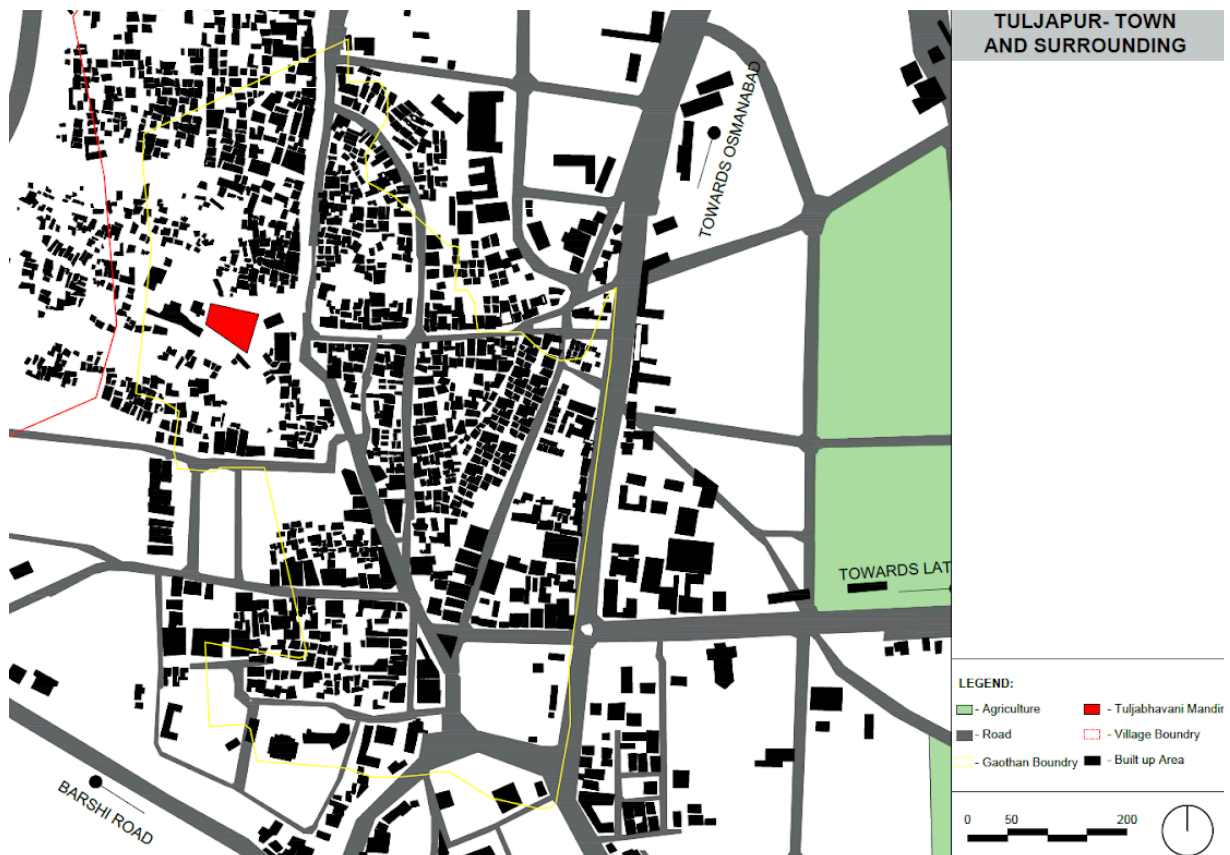 TULJAPUR- TOWN
AND SURROUNDING
TOWARDS OSMANABAD
TOWARDS LAT
BARSHI ROAD
LEGEND:
- Agriculture
- Tuljabhavani Mandir
- Road
- Village Boundry
- Gaothan Boundry
- Built up Area
0 50 200